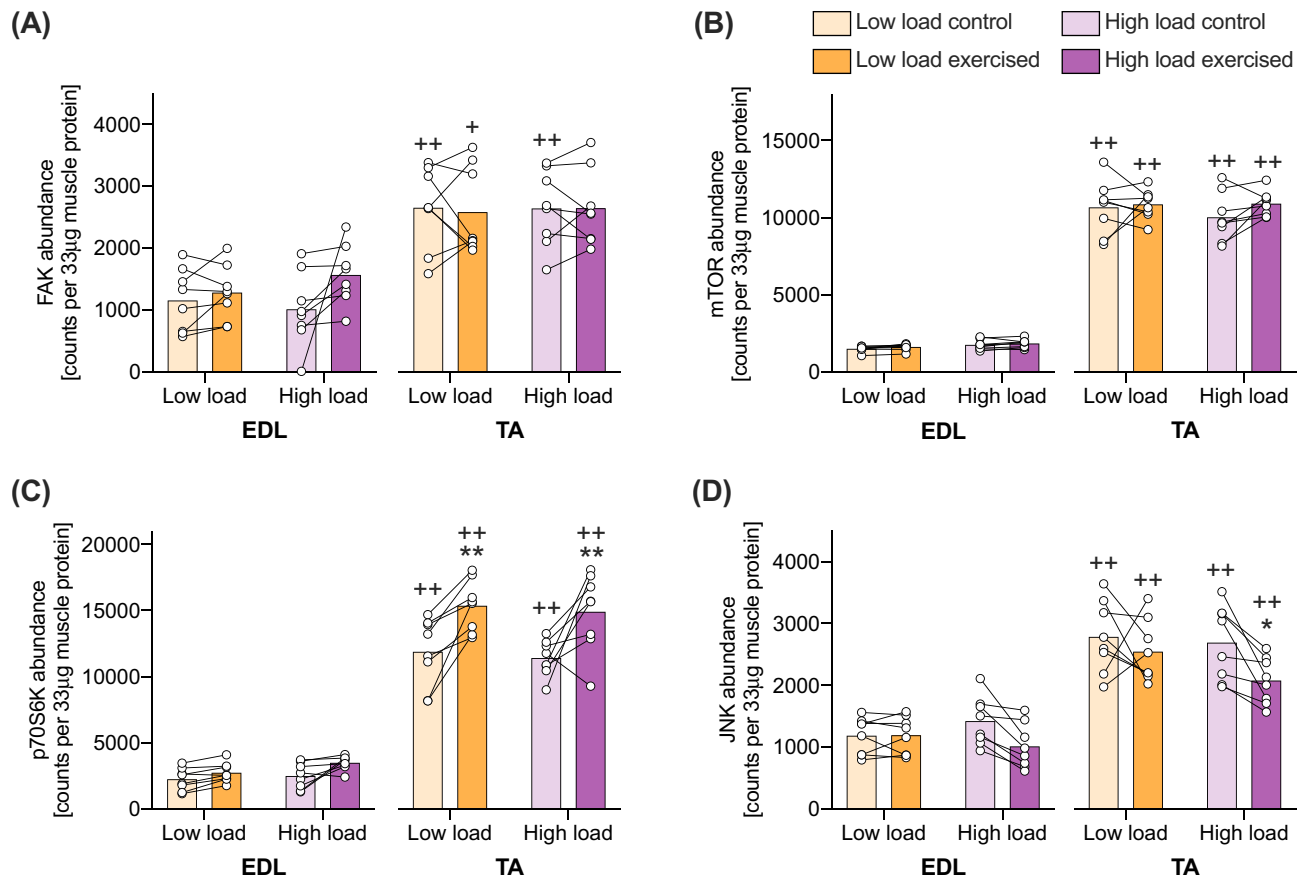 (A)
(B)
Low load control
High load control
Low load exercised
High load exercised
FAK abundance
[counts per 33µg muscle protein]
4000
3000
2000
1000
0
++
+
++
Low load
High load
Low load
High load
EDL
TA
mTOR abundance
[counts per 33µg muscle protein]
15000
10000
5000
0
++
++
++
++
Low load
High load
Low load
High load
EDL
TA
(C)
p70S6K abundance
[counts per 33µg muscle protein]
20000
15000
10000
5000
0
++
++
**
++
++
**
Low load
High load
Low load
High load
EDL
TA
(D)
JNK abundance
[counts per 33µg muscle protein]
4000
3000
2000
1000
0
++
++
++
++
*
Low load
High load
Low load
High load
EDL
TA